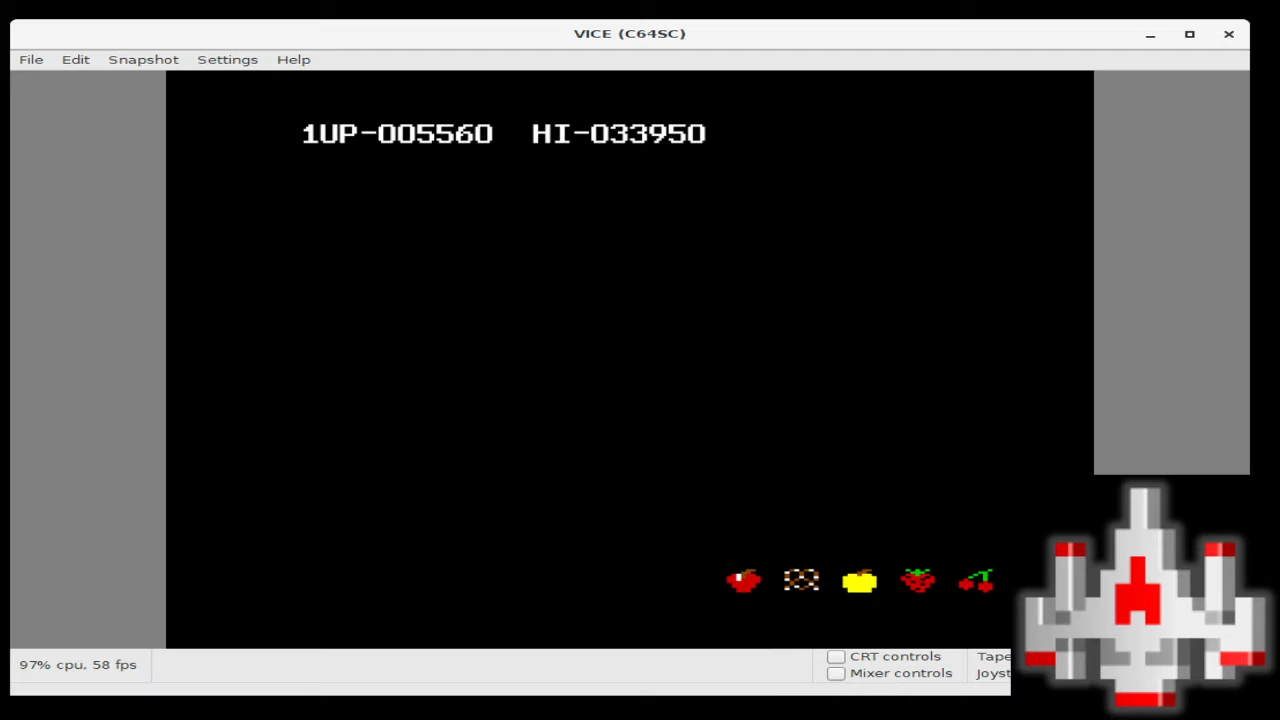 VICE (C64SC)
File Edit Snapshot Settings Help
1UP-005560 HI-033950
97% cpu, 58 fps
CRT controls
Mixer controls
Tape
Joyst